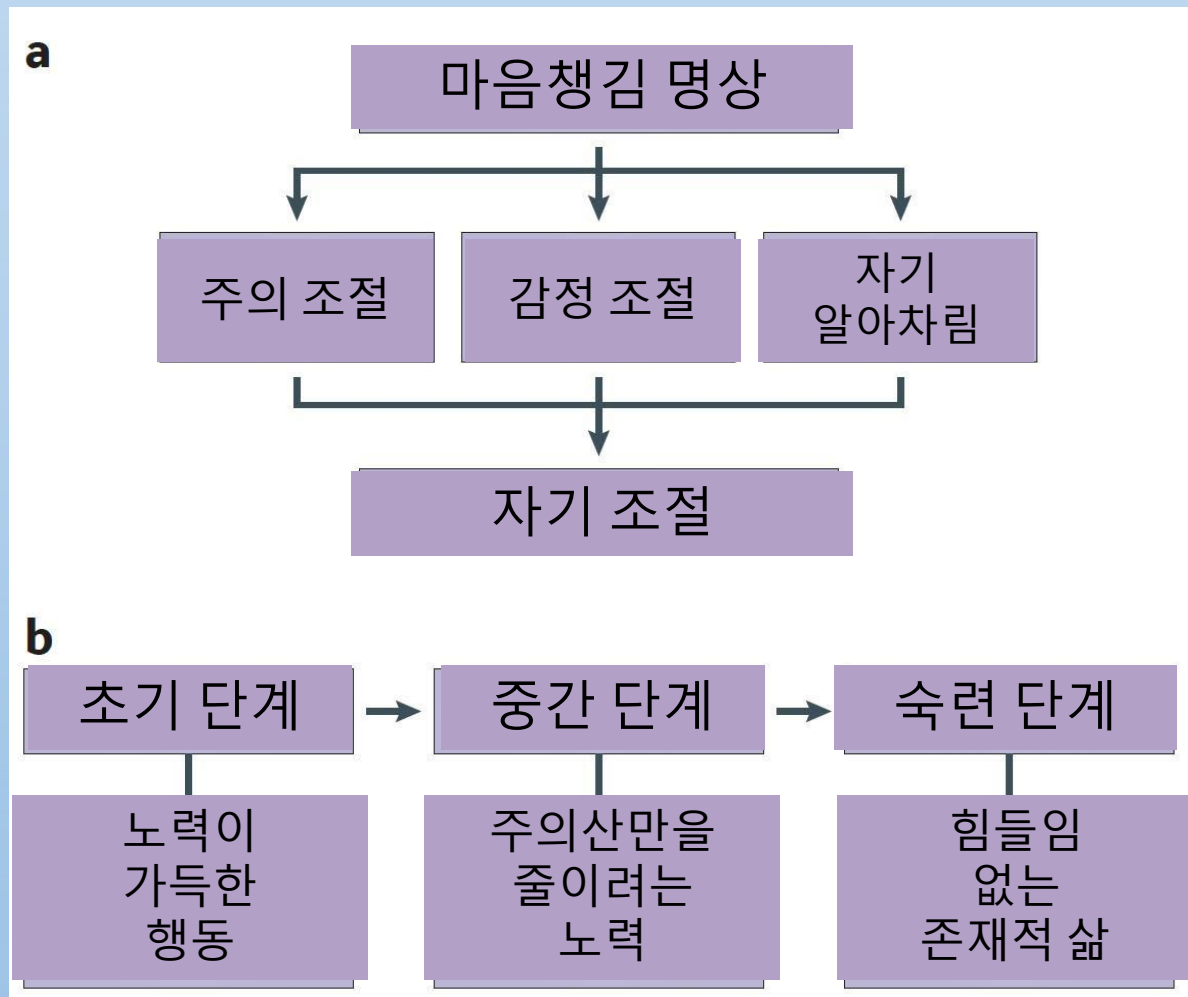 a
마음챙김 명상
주의 조절
감정 조절
자기
알아차림
자기 조절
b
초기 단계
중간 단계
숙련 단계
노력이
가득한
행동
주의산만을
줄이려는
노력
힘들임
없는
존재적 삶